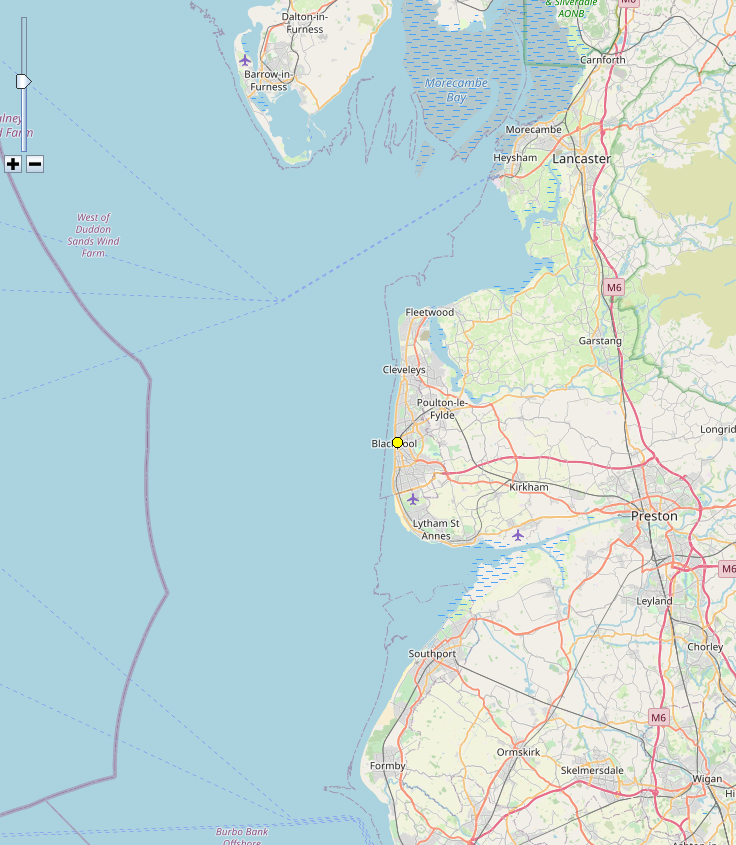 & Silverdale
AONB
M6
Dalton-in-
Furness
Carnforth
Barrow-in-
Furness
Morecambe
Bay
Morecambe
Heysham
Lancaster
West of
Duddon
Sands Wind
Farm
M6
Fleetwood
Garstang
Cleveleys
Poulton-le-
Fylde
Kirkham
Preston
Lytham St
Annes
M6
Leyland
Chorley
Southport
M6
Ormskirk
Formby
Skelmersdale
Wigan
Burbo Bank
Offshore